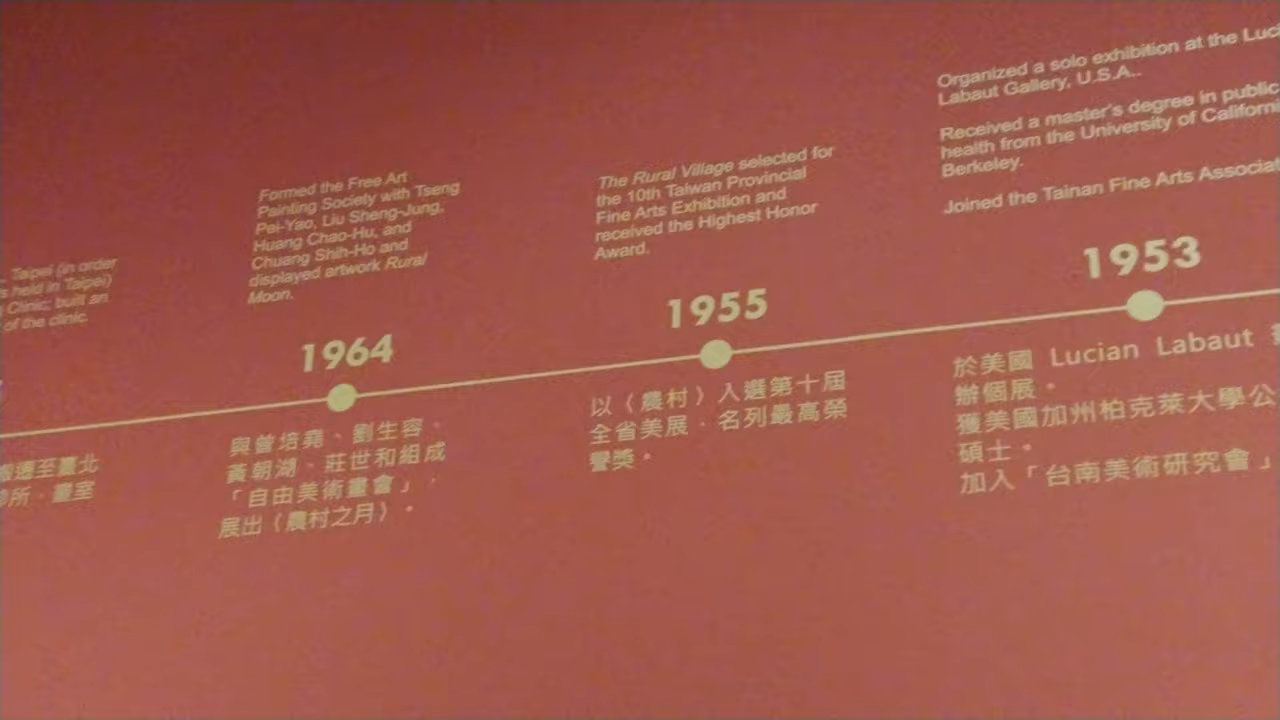 Taipei (in order
held in Taipei)
Clinic; built an
of the clinic.
至臺北
所，畫室
Formed the Free Art
Painting Society with Tseng
Pei-Yao, Liu Sheng-Jung,
Huang Chao-Hu, and
Chuang Shih-Ho and
displayed artwork Rural
Moon.
1964
與曾培堯、劉生容、
黃朝湖、莊世和組成
「自由美術畫會」，
展出〈農村之月〉。
The Rural Village selected for
the 10th Taiwan Provincial
Fine Arts Exhibition and
received the Highest Honor
Award.
1955
以〈農村〉入選第十屆
全省美展，名列最高榮
譽獎。
Organized a solo exhibition at the Luci
Labaut Gallery, U.S.A..
Received a master's degree in public
health from the University of Californ
Berkeley.
Joined the Tainan Fine Arts Associat
1953
於美國 Lucian Labaut
辦個展。
獲美國加州柏克萊大學公
碩士。
加入「台南美術研究會」